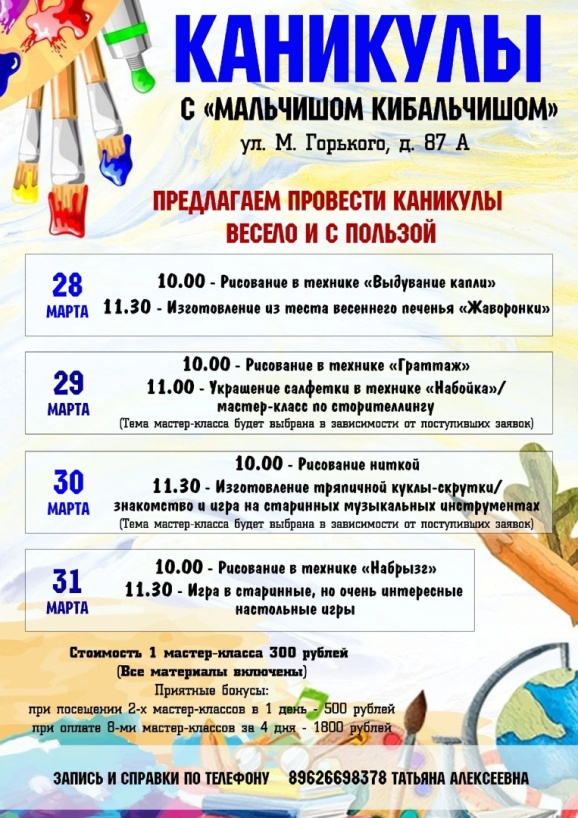 КАНИКУЛЫ
С «МАЛЬЧИШОМ КИБАЛЬЧИШОМ»
ул. М. Горького, д. 87 А
ПРЕДЛАГАЕМ ПРОВЕСТИ КАНИКУЛЫ
ВЕСЕЛО И С ПОЛЬЗОЙ
28
МАРТА
10.00 - Рисование в технике «Выдувание капли»
11.30 - Изготовление из теста весеннего печенья «Жаворонки»
29
МАРТА
10.00 - Рисование в технике «Граттаж»
11.00 - Украшение салфетки в технике «Набойка»/
мастер-класс по сторителлингу
(Тема мастер-класса будет выбрана в зависимости от поступивших заявок)
30
МАРТА
10.00 - Рисование ниткой
11.30 - Изготовление тряпичной куклы-скрутки/
знакомство и игра на старинных музыкальных инструментах
(Тема мастер-класса будет выбрана в зависимости от поступивших заявок)
31
МАРТА
10.00 - Рисование в технике «Набрызг»
11.30 - Игра в старинные, но очень интересные
настольные игры
Стоимость 1 мастер-класса 300 рублей
(Все материалы включены)
Приятные бонусы:
при посещении 2-х мастер-классов в 1 день - 500 рублей
при оплате 8-ми мастер-классов за 4 дня - 1800 рублей
ЗАПИСЬ И СПРАВКИ ПО ТЕЛЕФОНУ 89626698378 ТАТЬЯНА АЛЕКСЕЕВНА